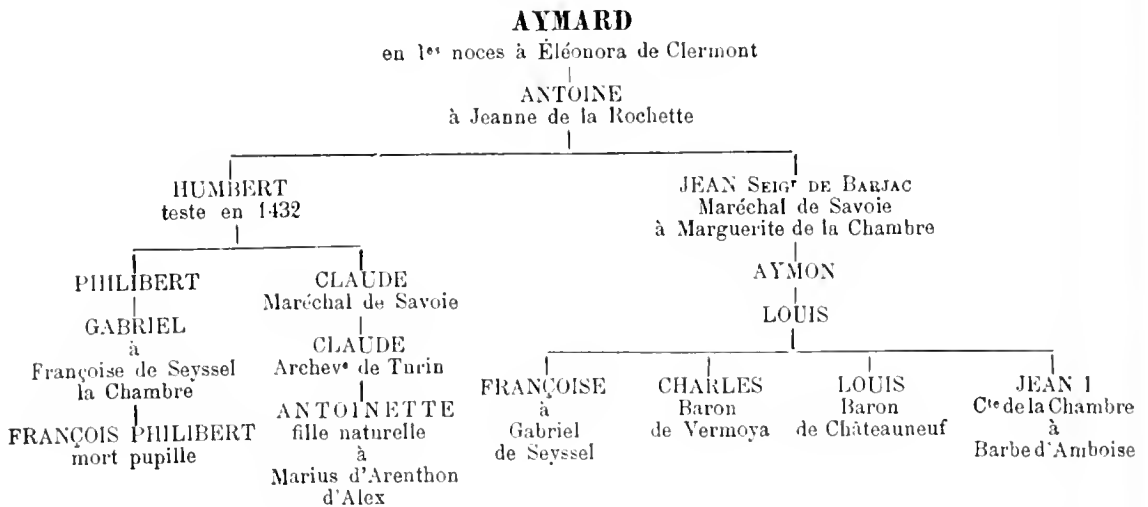 AYMARD
en 1es noces à Éléonora de Clermont
ANTOINE
à Jeanne de la Rochette
HUMBERT
teste en 1432
JEAN Seigr de Barjac
Maréchal de Savoie
à Marguerite de la Chambre
PHILIBERT
GABRIEL
à
Françoise de Seyssel
la Chambre
FRANÇOIS PHILIBERT
mort pupille
CLAUDE
Maréchal de Savoie
CLAUDE
Archeve de Turin
ANTOINETTE
fille naturelle
à
Marius d'Arenthon
d'Alex
AYMON
LOUIS
FRANÇOISE
à
Gabriel
de Seyssel
CHARLES
Baron
de Vermoya
LOUIS
Baron
de Châteauneuf
JEAN I
Cte de la Chambre
à
Barbe d'Amboise